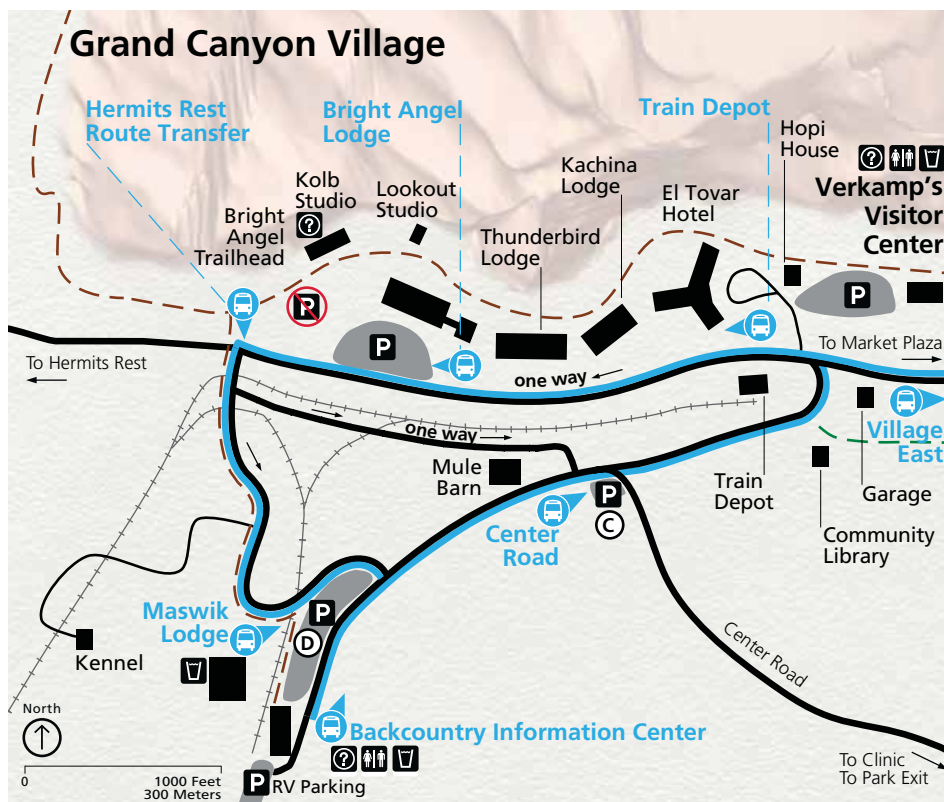 Grand Canyon Village
Hermits Rest
Route Transfer
Bright Angel
Lodge
Train Depot
Hopi
House
?
Verkamp's
Visitor
Center
Kolb
Studio
?
Lookout
Studio
Kachina
Lodge
El Tovar
Hotel
Bright
Angel
Trailhead
Thunderbird
Lodge
P
P
P
To Hermits Rest
To Market Plaza
one way
one way
Village
East
Mule
Barn
Train
Depot
Garage
Community
Library
P
C
Center
Road
Maswik
Lodge
P
D
Kennel
Center Road
North
Backcountry Information Center
?
0
1000 Feet
300 Meters
P
RV Parking
To Clinic
To Park Exit